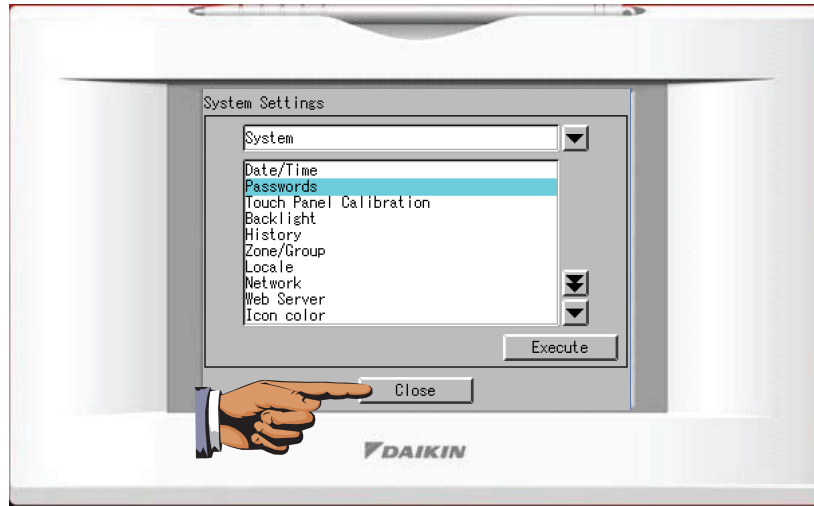 System Settings
System
Date/Time
Passwords
Touch Panel Calibration
Backlight
History
Zone/Group
Locale
Network
Web Server
Icon color
Execute
Close
DAIKIN